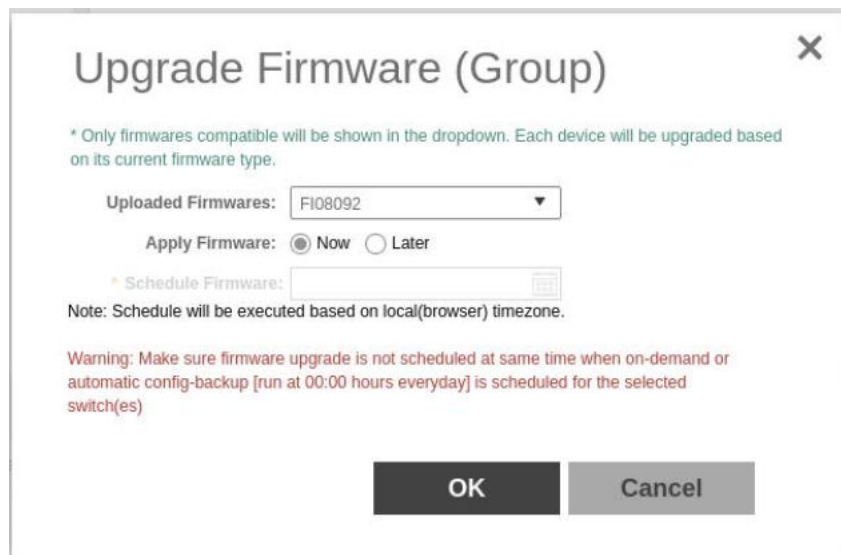 Upgrade Firmware (Group)
* Only firmwares compatible will be shown in the dropdown. Each device will be upgraded based
on its current firmware type.
Uploaded Firmwares: FI08092
Apply Firmware: Now Later
* Schedule Firmware:
Note: Schedule will be executed based on local(browser) timezone.
Warning: Make sure firmware upgrade is not scheduled at same time when on-demand or
automatic config-backup [run at 00:00 hours everyday] is scheduled for the selected
switch(es)
OK Cancel